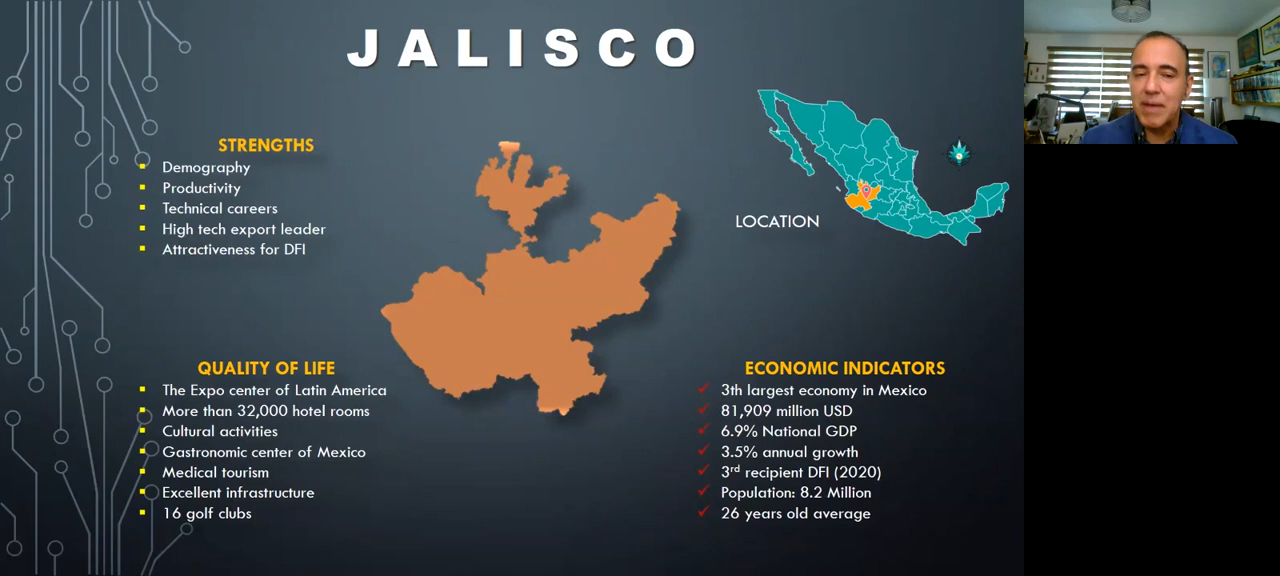 JALISCO
STRENGTHS
Demography
Productivity
Technical careers
High tech export leader
Attractiveness for DFI
LOCATION
QUALITY OF LIFE
The Expo center of Latin America
More than 32,000 hotel rooms
Cultural activities
Gastronomic center of Mexico
Medical tourism
Excellent infrastructure
16 golf clubs
ECONOMIC INDICATORS
3th largest economy in Mexico
81,909 million USD
6.9% National GDP
3.5% annual growth
3rd recipient DFI (2020)
Population: 8.2 Million
26 years old average